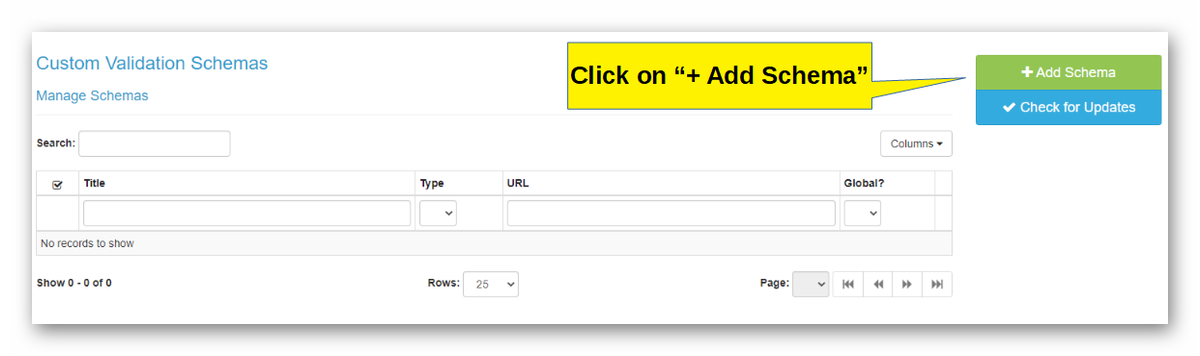 Custom Validation Schemas
Click on “+ Add Schema”
+ Add Schema
Manage Schemas
Check for Updates
Search:
Columns
Title Type URL Global?
No records to show
Show 0 - 0 of 0 Rows: 25 Page: